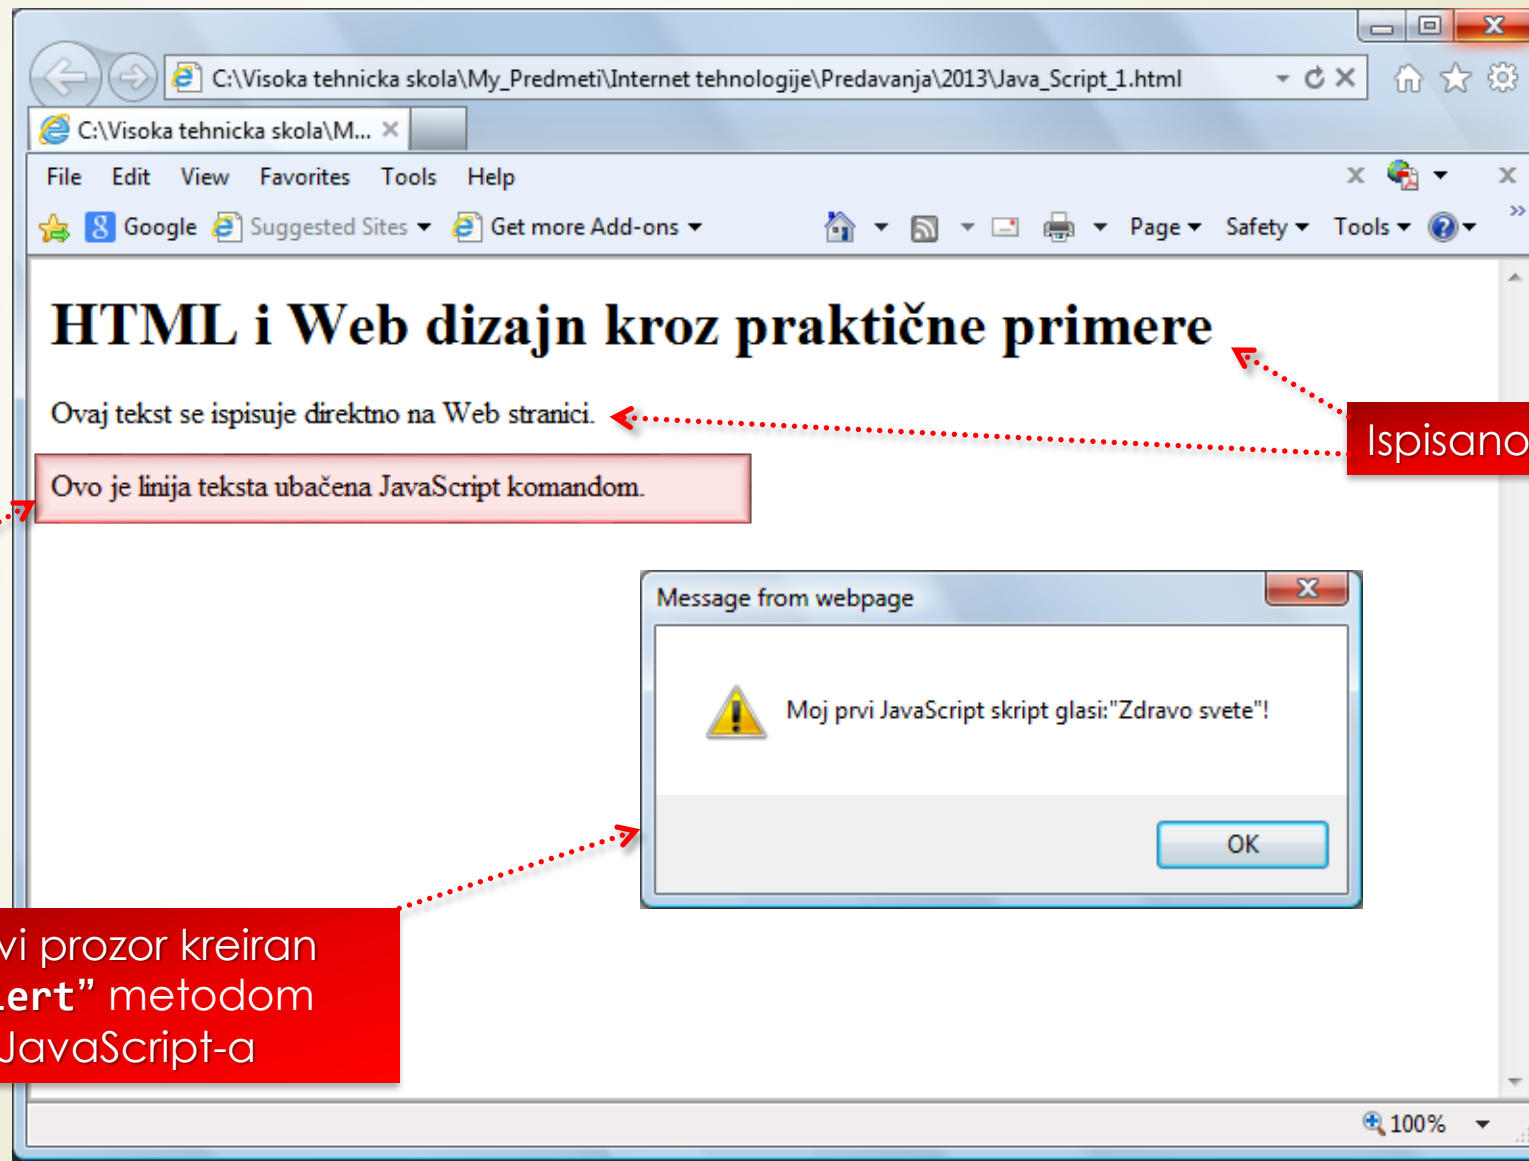 C:\Visoka tehnicka skola\My_Predmeti\Internet tehnologije\Predavanja\2013\Java_Script_1.html
C:\Visoka tehnicka skola\M...
File Edit View Favorites Tools Help
Google Suggested Sites Get more Add-ons Page Safety Tools
HTML i Web dizajn kroz praktične primere
Ovaj tekst se ispisuje direktno na Web stranici.
Ispisano
Ovo je linija teksta ubačena JavaScript komandom.
Message from webpage
Moj prvi JavaScript skript glasi:"Zdravo svete"!
OK
vi prozor kreiran
lert" metodom
JavaScript-a
100%